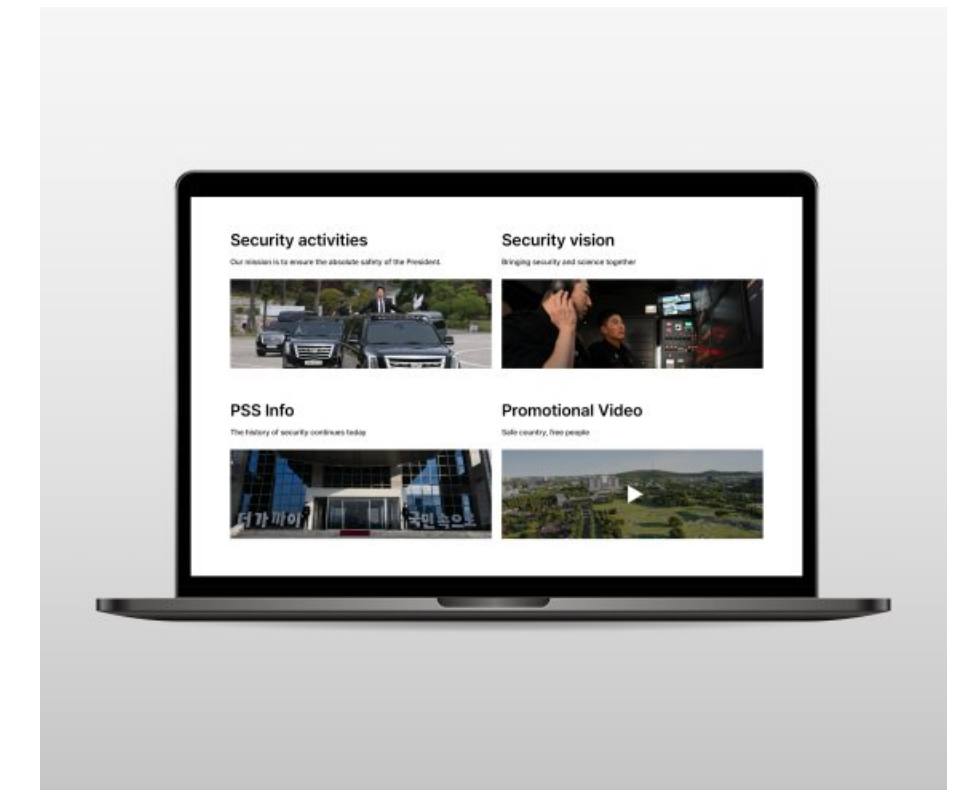 Security activities
Our mission is to ensure the absolute safety of the President.
Security vision
Bringing security and science together
PSS Info
The history of security continues today
더 가까이 국민 속으로
Promotional Video
Safe country, free people